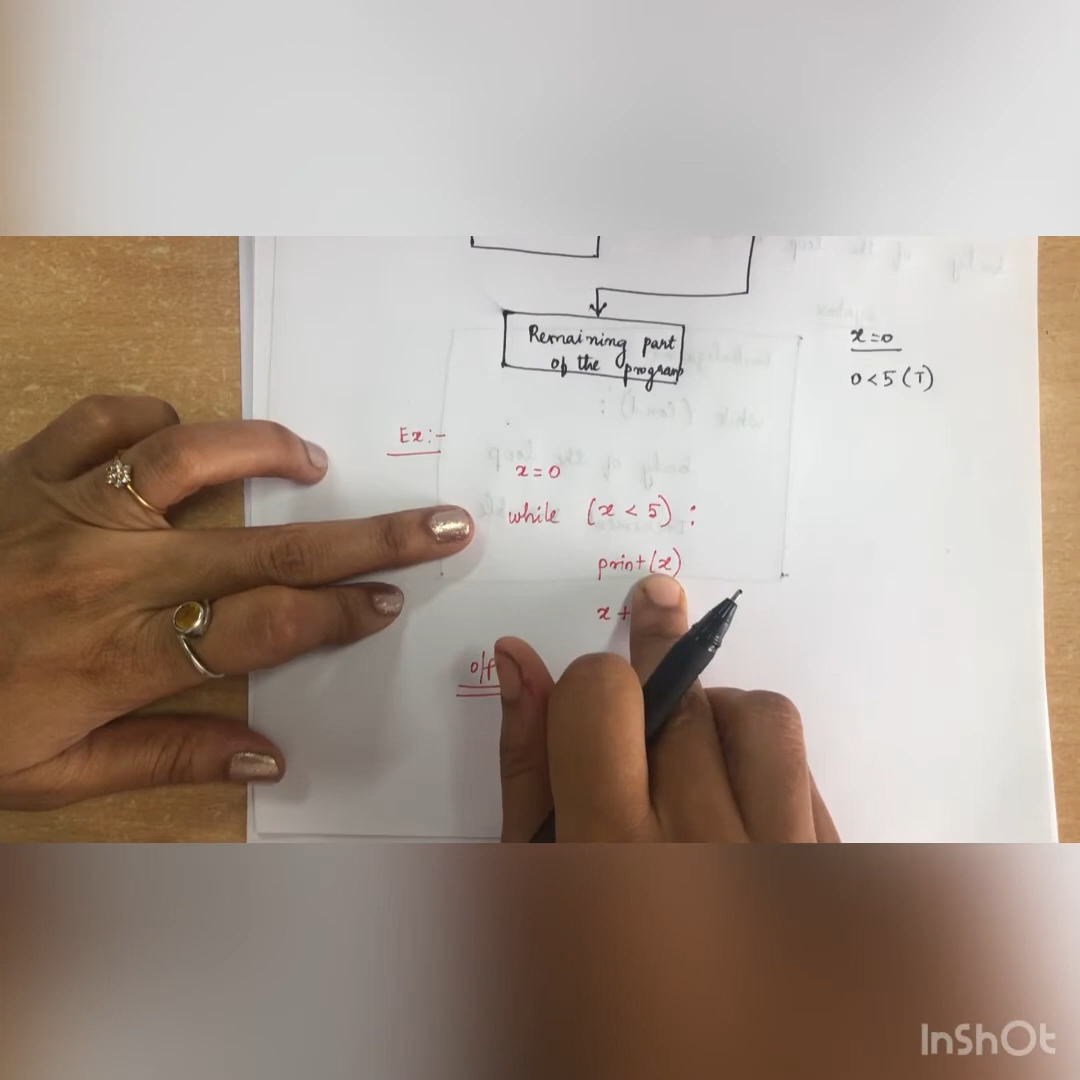 Remaining part
of the program
x=0
0<5 (T)
Ex:-
x=0
while (x < 5) :
print(x)
x +
o/p
InShOt